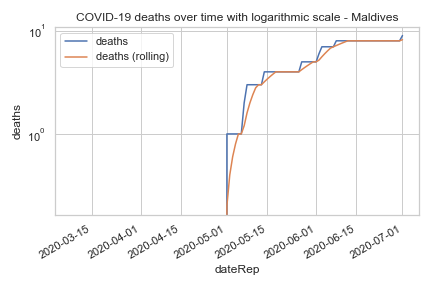 COVID-19 deaths over time with logarithmic scale - Maldives
10¹
deaths
deaths (rolling)
deaths
10⁰
2020-03-15
2020-04-01
2020-04-15
2020-05-01
2020-05-15
2020-06-01
2020-06-15
2020-07-01
dateRep